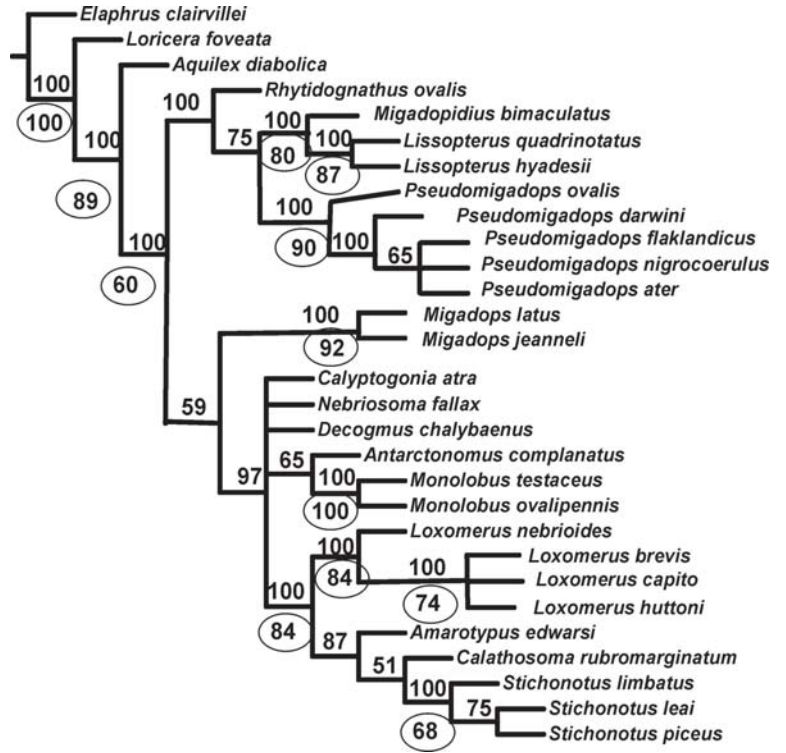 Elaphrus clairvillei
Loricera foveata
100
Aquilex diabolica
100
Rhytidognathus ovalis
100
Migadopidius bimaculatus
100
100
75
Lissopterus quadrinotatus
100
80
Lissopterus hyadesii
87
Pseudomigadops ovalis
89
100
Pseudomigadops darwini
100
90
100
65
Pseudomigadops flaklandicus
Pseudomigadops nigrocoerulus
60
Pseudomigadops ater
100
Migadops latus
92
Migadops jeanneli
Calyptogonia atra
59
Nebriosoma fallax
Decogmus chalybaenus
97
65
Antarctonomus complanatus
100
Monolobus testaceus
100
Monolobus ovalipennis
Loxomerus nebrioides
100
100
Loxomerus brevis
84
Loxomerus capito
100
74
Loxomerus huttoni
84
87
Amarotypus edwarsi
51
Calathosoma rubromarginatum
100
Stichonotus limbatus
75
Stichonotus leai
68
Stichonotus piceus